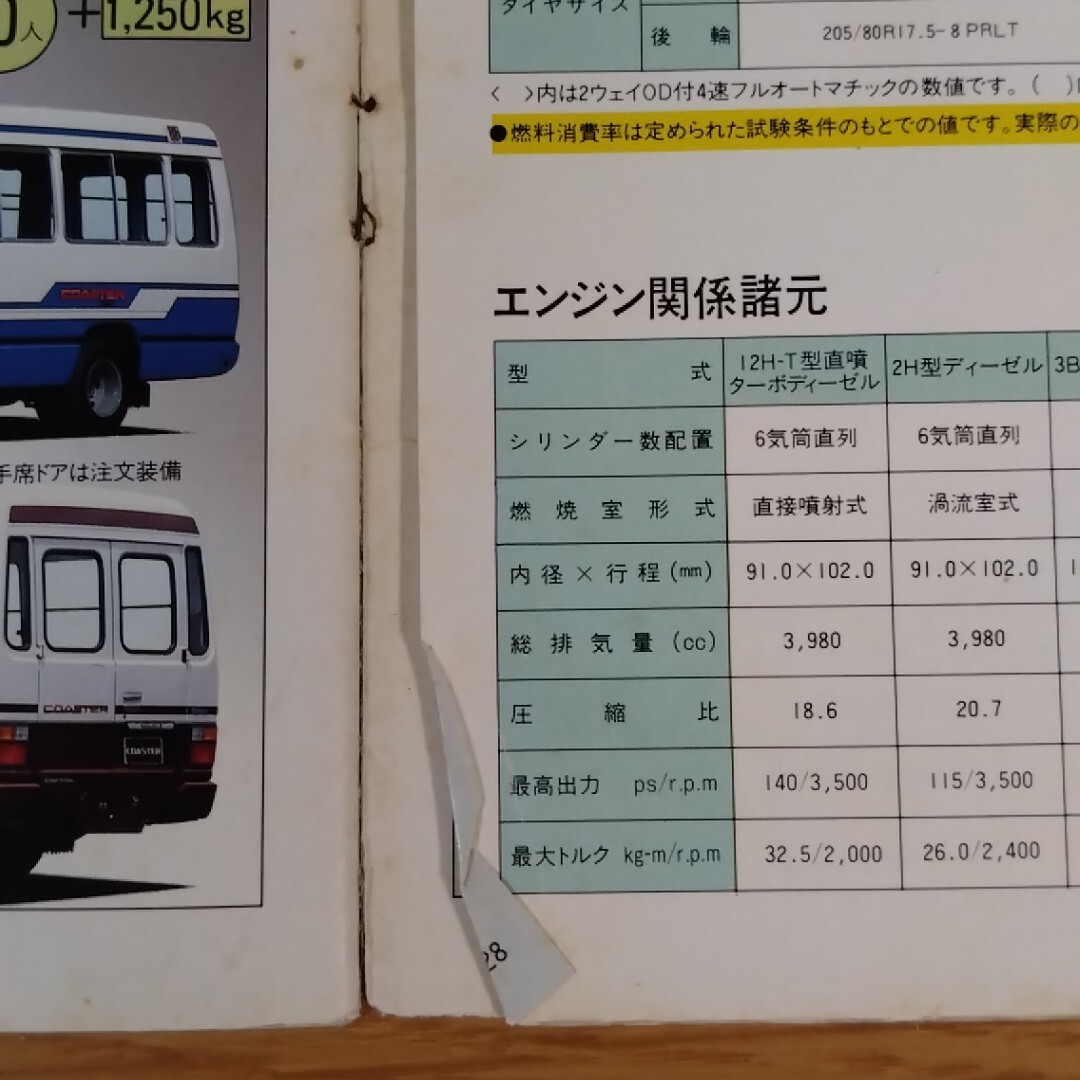 0人 +1,250kg
COASTER
手席ドアは注文装備
COASTER
COASTER
タイヤサイズ
後輪 205/80R17.5-8PRLT
< >内は2ウェイOD付4速フルオートマチックの数値です。( )
●燃料消費率は定められた試験条件のもとでの値です。実際の
エンジン関係諸元
型式 12H-T型直噴ターボディーゼル 2H型ディーゼル 3B
シリンダー数配置 6気筒直列 6気筒直列
燃焼室形式 直接噴射式 渦流室式
内径×行程(mm) 91.0×102.0 91.0×102.0 1
総排気量(cc) 3,980 3,980
圧縮比 18.6 20.7
最高出力 ps/r.p.m 140/3,500 115/3,500
最大トルク kg-m/r.p.m 32.5/2,000 26.0/2,400
28